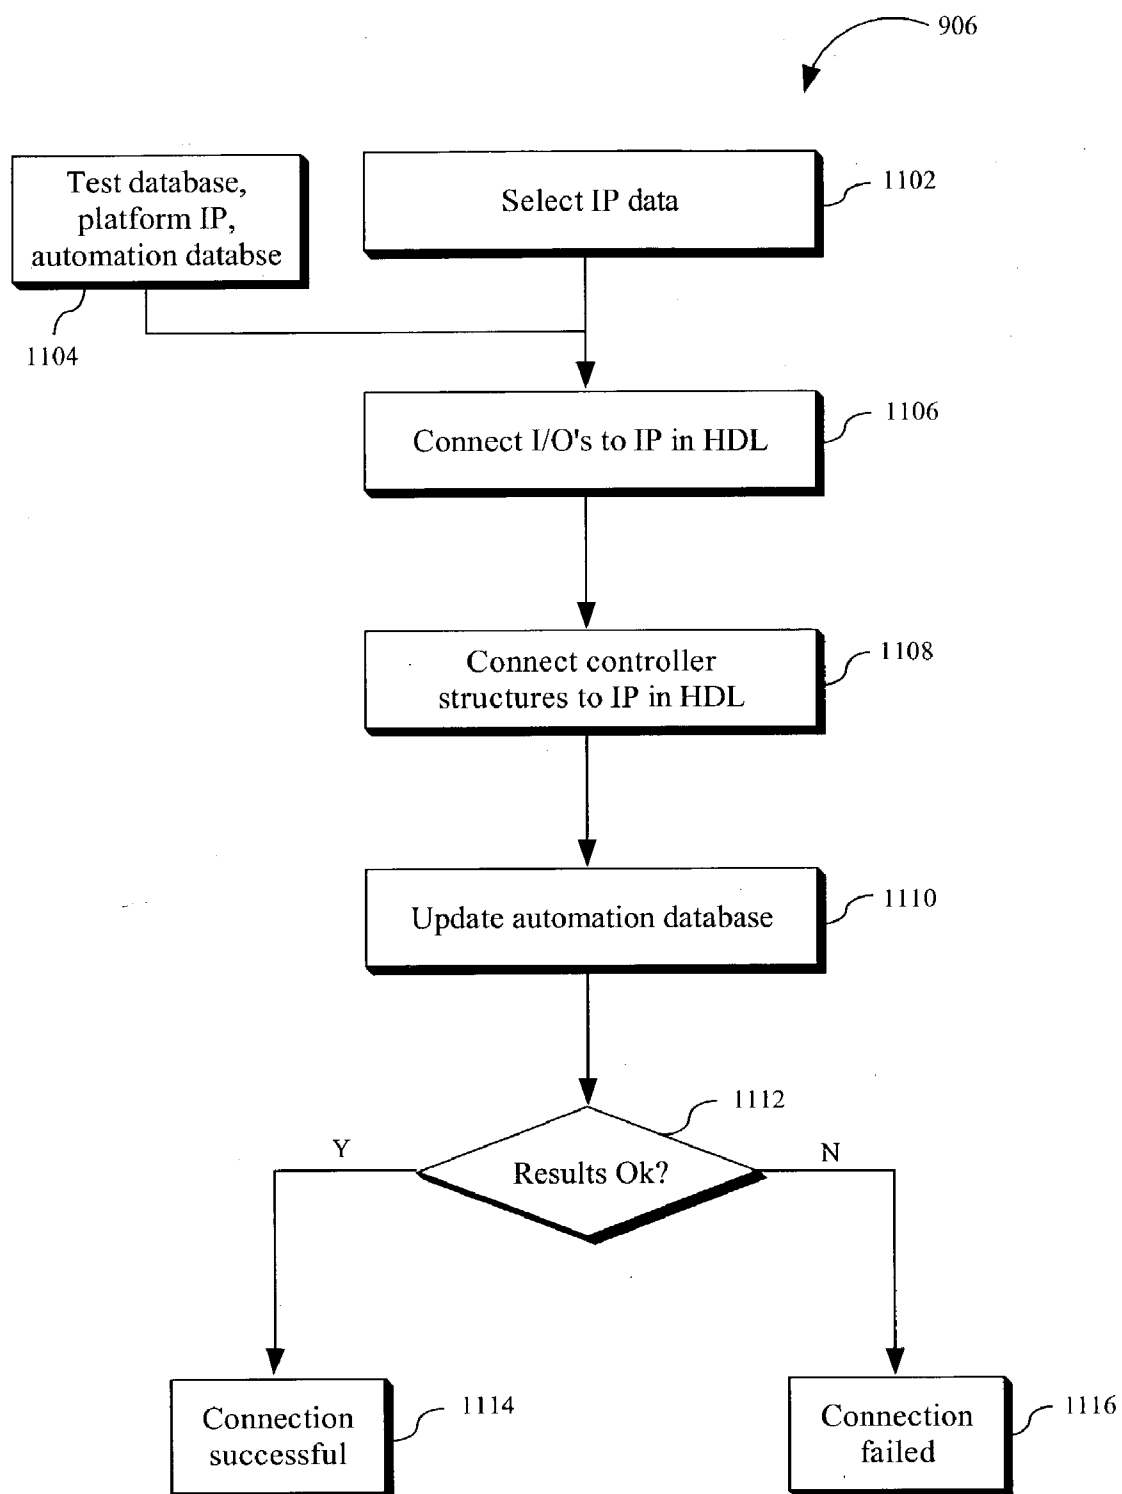 906
Test database,
platform IP,
automation databse
1104
Select IP data
1102
Connect I/O's to IP in HDL
1106
Connect controller
structures to IP in HDL
1108
Update automation database
1110
Results Ok?
1112
Y
N
Connection
successful
1114
Connection
failed
1116